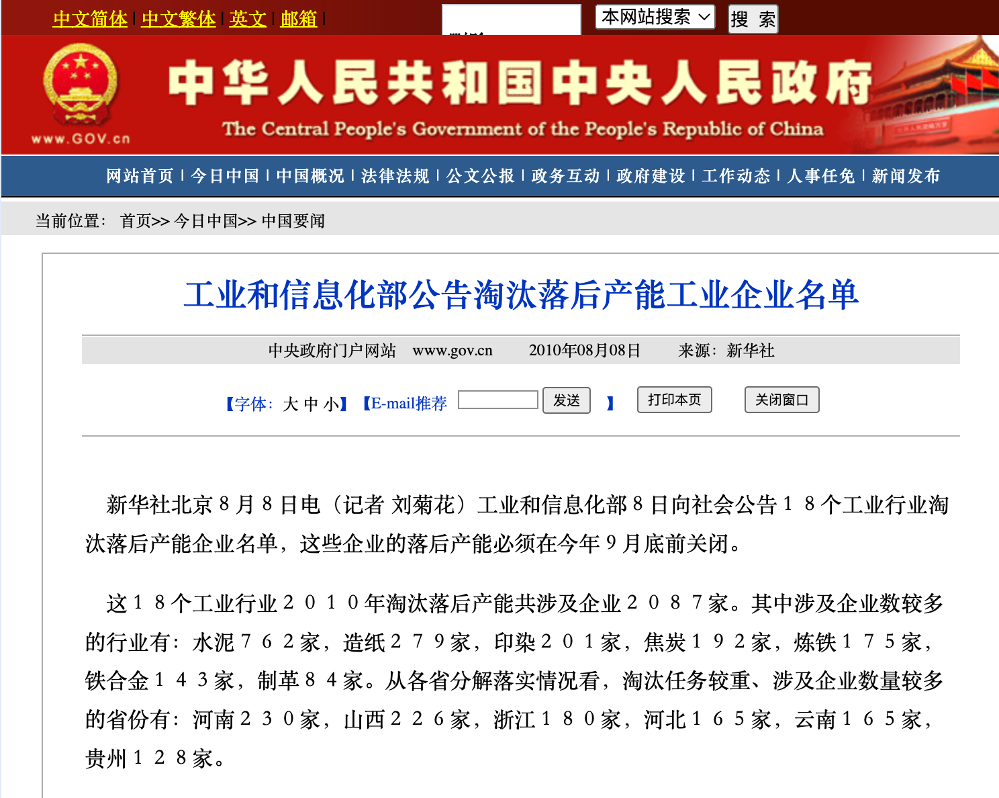 中文简体 | 中文繁体 | 英文 | 邮箱 |
本网站搜索
搜 索
中华人民共和国中央人民政府
The Central People's Government of the People's Republic of China
www.GOV.cn
网站首页 | 今日中国 | 中国概况 | 法律法规 | 公文公报 | 政务互动 | 政府建设 | 工作动态 | 人事任免 | 新闻发布
当前位置： 首页>> 今日中国>> 中国要闻
工业和信息化部公告淘汰落后产能工业企业名单
中央政府门户网站 www.gov.cn 2010年08月08日 来源：新华社
【字体：大 中 小】 【E-mail推荐 发送 】 打印本页 关闭窗口
新华社北京８月８日电（记者 刘菊花）工业和信息化部８日向社会公告１８个工业行业淘
汰落后产能企业名单，这些企业的落后产能必须在今年９月底前关闭。
这１８个工业行业２０１０年淘汰落后产能共涉及企业２０８７家。其中涉及企业数较多
的行业有：水泥７６２家，造纸２７９家，印染２０１家，焦炭１９２家，炼铁１７５家，
铁合金１４３家，制革８４家。从各省分解落实情况看，淘汰任务较重、涉及企业数量较多
的省份有：河南２３０家，山西２２６家，浙江１８０家，河北１６５家，云南１６５家，
贵州１２８家。